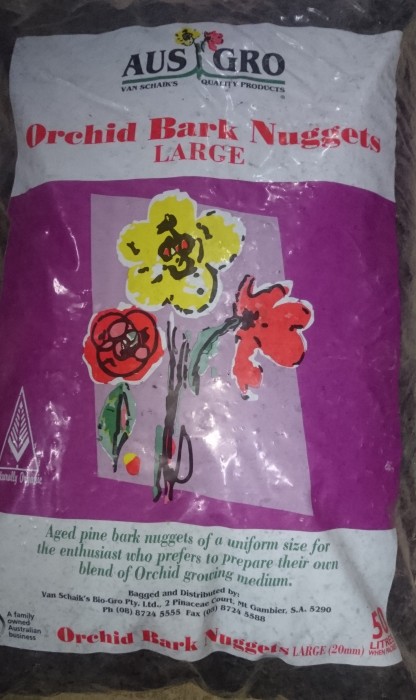 AUS GRO
VAN SCHAIK'S QUALITY PRODUCTS
Orchid Bark Nuggets
LARGE
Aged pine bark nuggets of a uniform size for
the enthusiast who prefers to prepare their own
blend of Orchid growing medium.
Bagged and Distributed by:
Van Schaik's Bio-Gro Pty. Ltd., 2 Pinaceae Court, Mt Gambier, S.A. 5290
Ph (08) 8724 5555 Fax (08) 8724 5588
A family
owned
Australian
business
Orchid Bark Nuggets LARGE (20mm)
50
LITRE
WHEN